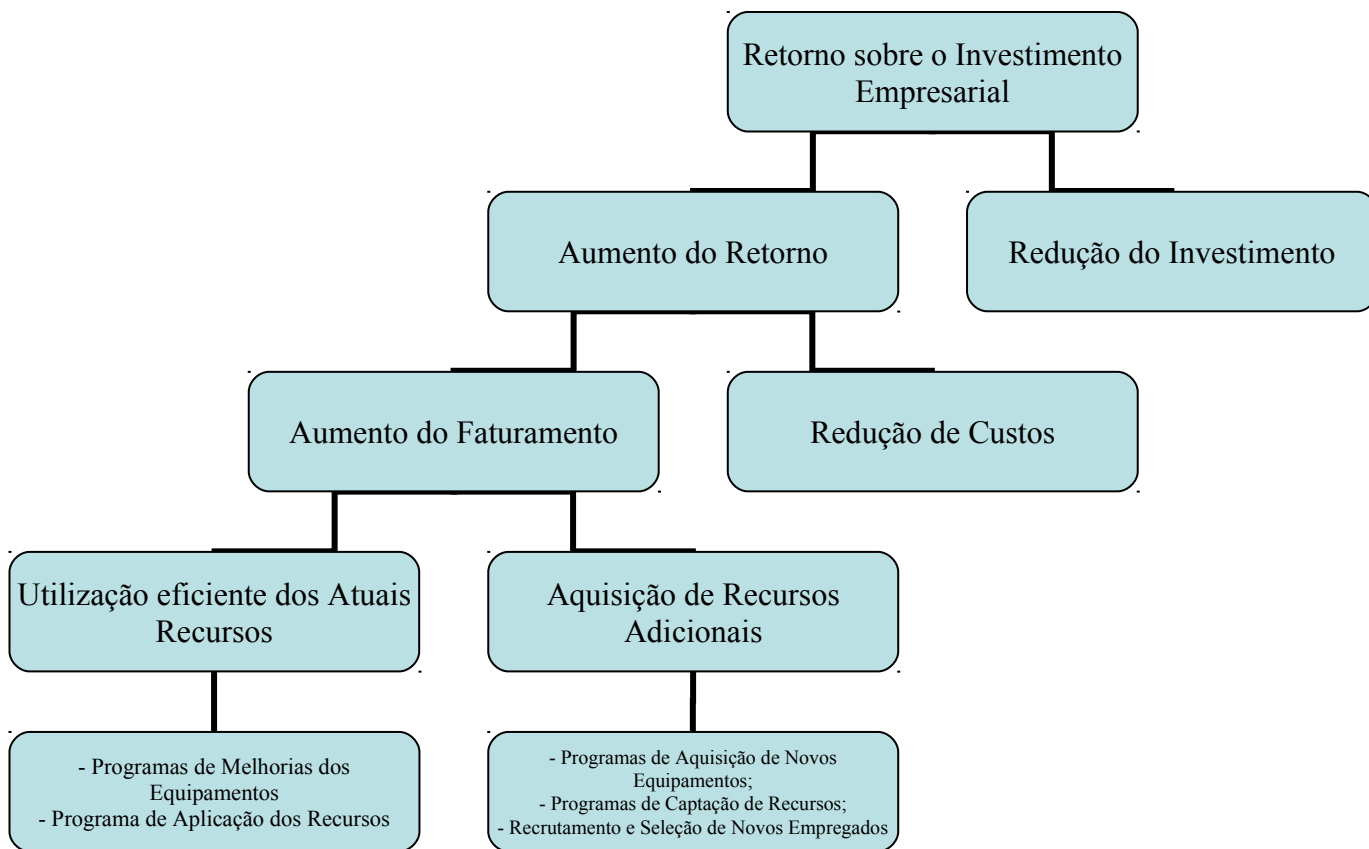 Retorno sobre o Investimento
Empresarial
Aumento do Retorno
Redução do Investimento
Aumento do Faturamento
Redução de Custos
Utilização eficiente dos Atuais
Recursos
Aquisição de Recursos
Adicionais
- Programas de Melhorias dos
Equipamentos
- Programa de Aplicação dos Recursos
- Programas de Aquisição de Novos
Equipamentos;
- Programas de Captação de Recursos;
- Recrutamento e Seleção de Novos Empregados